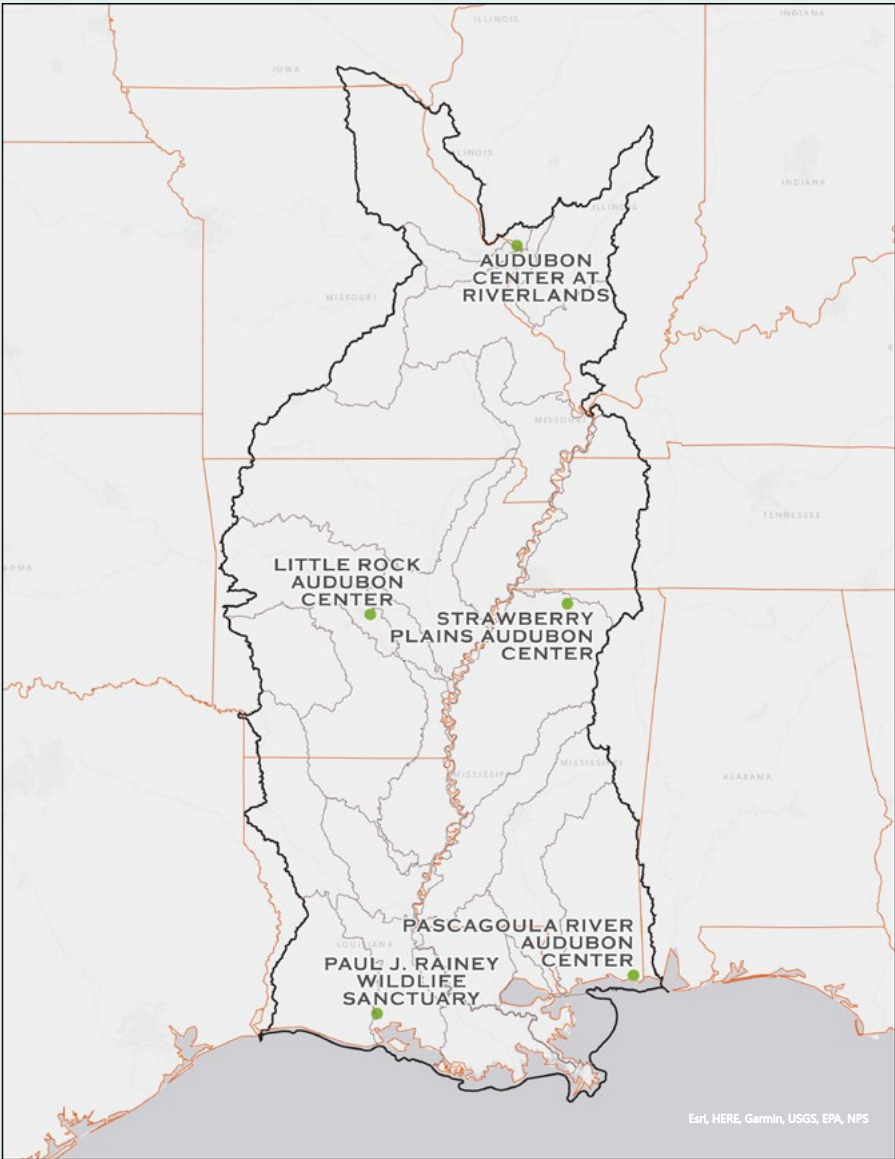 ILLINOIS
INDIANA
IOWA
ILLINOIS
INDIANA
ILLINOIS
AUDUBON
CENTER AT
RIVERLANDS
MISSOURI
MISSOURI
TENNESSEE
LITTLE ROCK
AUDUBON
CENTER
STRAWBERRY
PLAINS AUDUBON
CENTER
MISSISSIPPI
MISSISSIPPI
ALABAMA
PASCAGOULA RIVER
AUDUBON
CENTER
LOUISIANA
PAUL J. RAINEY
WILDLIFE
SANCTUARY
Esri, HERE, Garmin, USGS, EPA, NPS